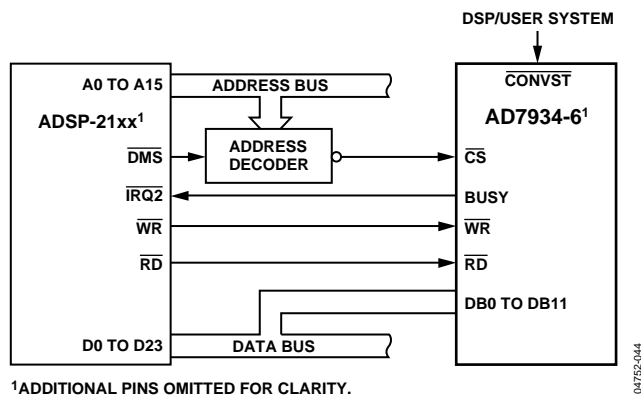 DSP/USER SYSTEM
A0 TO A15
ADDRESS BUS
CONVST
ADSP-21xx¹
AD7934-6¹
DMS
ADDRESS
DECODER
CS
IRQ2
BUSY
WR
WR
RD
RD
DB0 TO DB11
D0 TO D23
DATA BUS
¹ADDITIONAL PINS OMITTED FOR CLARITY.
04752-044